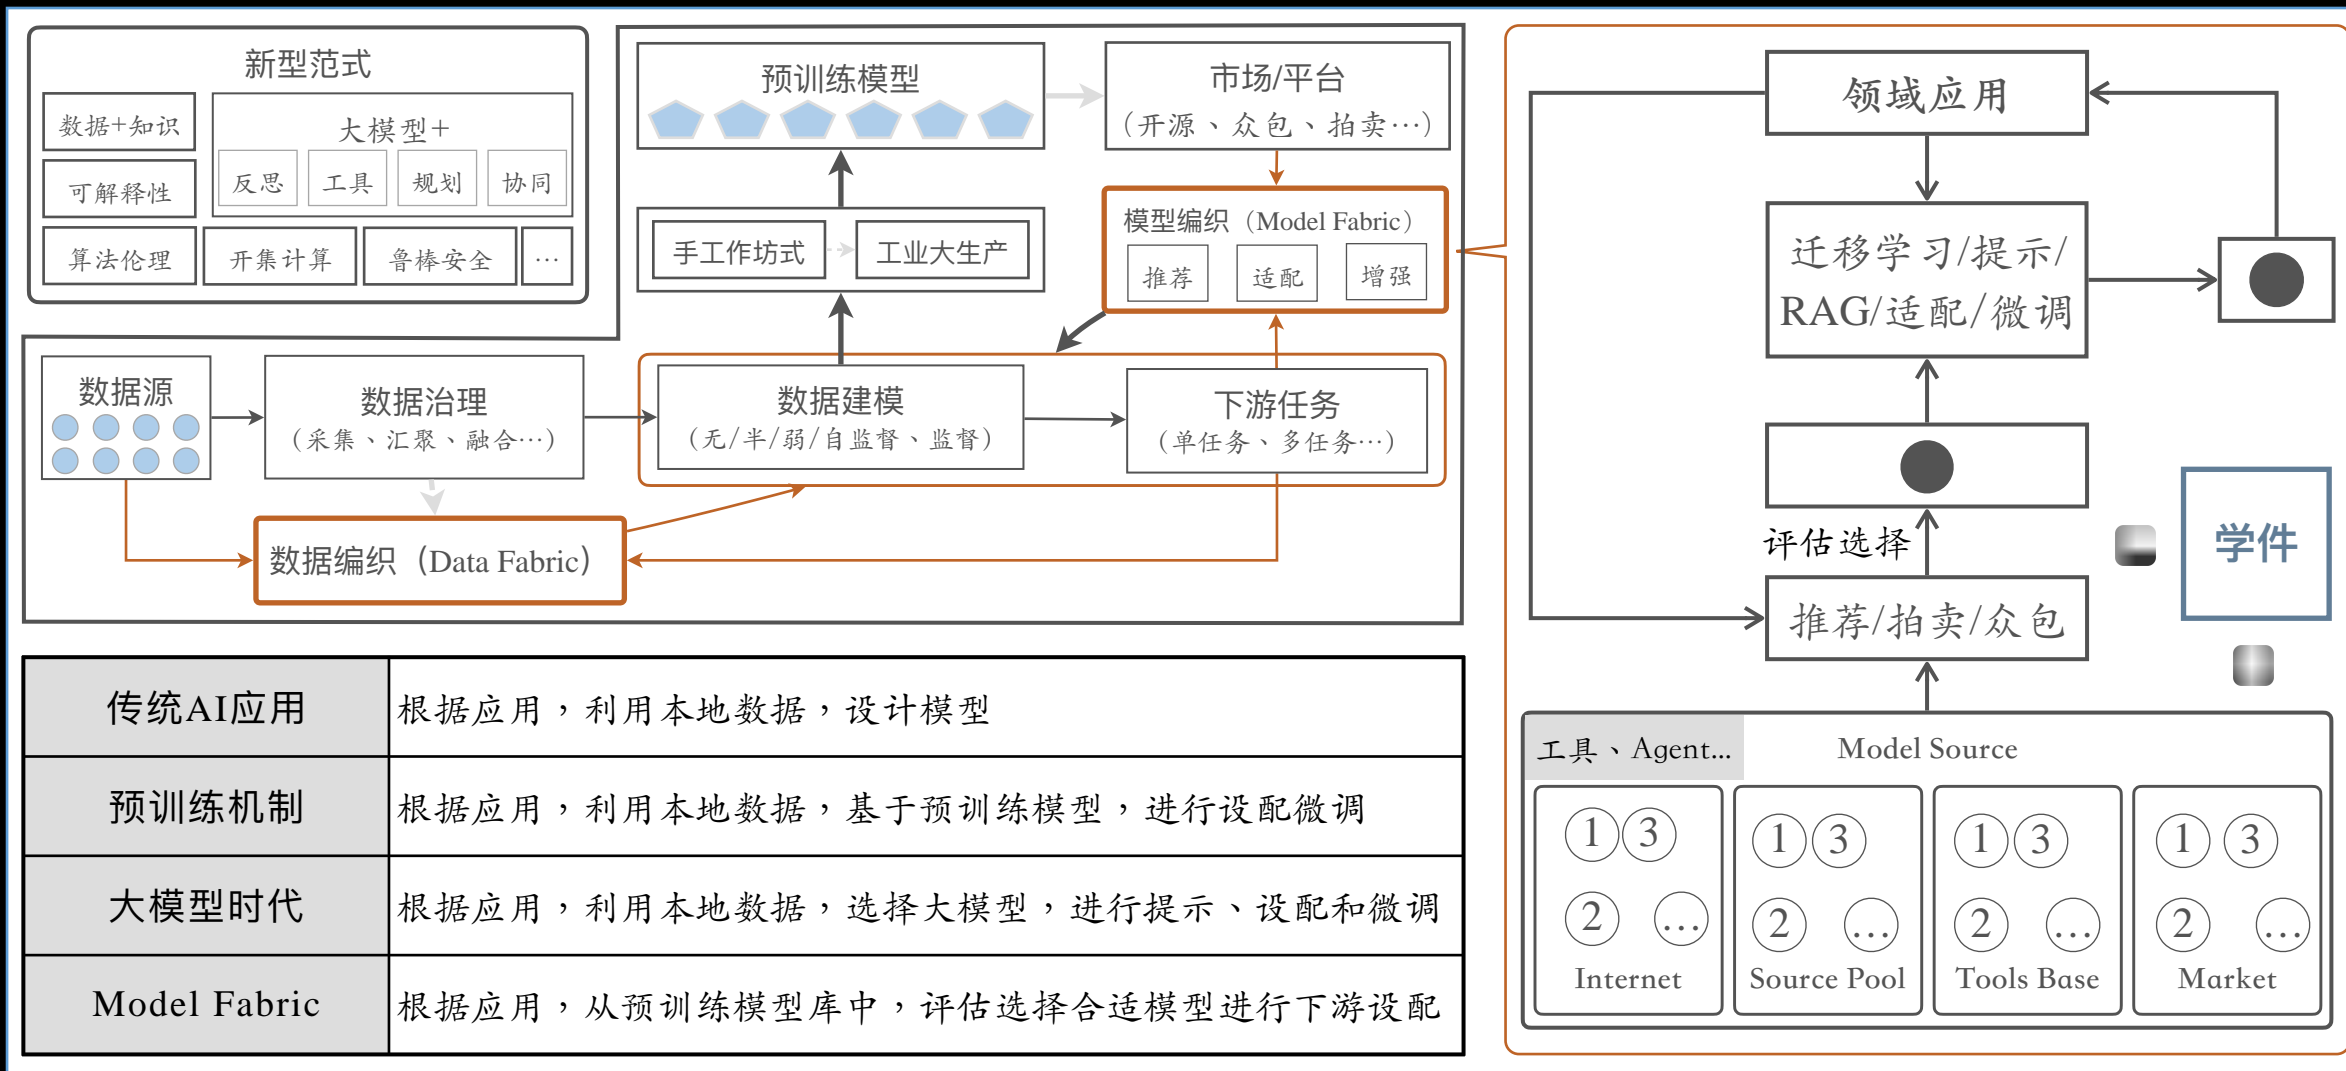 新型范式
数据+知识
可解释性
大模型+
反思
工具
规划
协同
算法伦理
开集计算
鲁棒安全
…
预训练模型
市场/平台
（开源、众包、拍卖…）
手工作坊式
工业大生产
模型编织（Model Fabric）
推荐
适配
增强
数据源
数据治理
（采集、汇聚、融合…）
数据建模
（无/半/弱/自监督、监督）
下游任务
（单任务、多任务…）
数据编织（Data Fabric）
传统AI应用
根据应用，利用本地数据，设计模型
预训练机制
根据应用，利用本地数据，基于预训练模型，进行设配微调
大模型时代
根据应用，利用本地数据，选择大模型，进行提示、设配和微调
Model Fabric
根据应用，从预训练模型库中，评估选择合适模型进行下游设配
领域应用
迁移学习/提示/
RAG/适配/微调
评估选择
学件
推荐/拍卖/众包
工具、Agent...
Model Source
1 3
2 …
Internet
1 3
2 …
Source Pool
1 3
2 …
Tools Base
1 3
2 …
Market